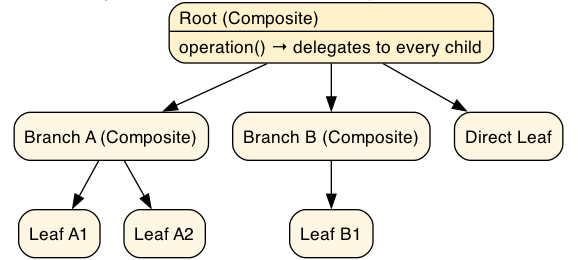 Root (Composite)
operation() → delegates to every child
Branch A (Composite)
Branch B (Composite)
Direct Leaf
Leaf A1
Leaf A2
Leaf B1